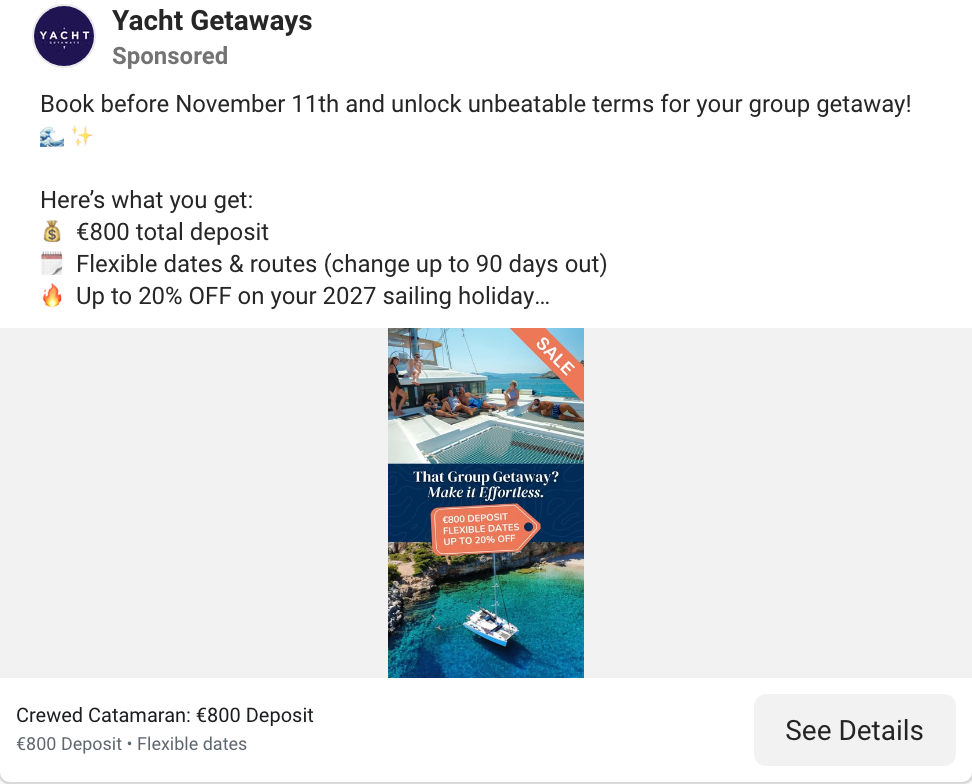 YACHT
GETAWAYS
Yacht Getaways
Sponsored
Book before November 11th and unlock unbeatable terms for your group getaway!
🌊 ✨
Here’s what you get:
💰 €800 total deposit
🗓️ Flexible dates & routes (change up to 90 days out)
🔥 Up to 20% OFF on your 2027 sailing holiday…
SALE
That Group Getaway?
Make it Effortless.
€800 DEPOSIT
FLEXIBLE DATES
UP TO 20% OFF
Crewed Catamaran: €800 Deposit
€800 Deposit • Flexible dates
See Details